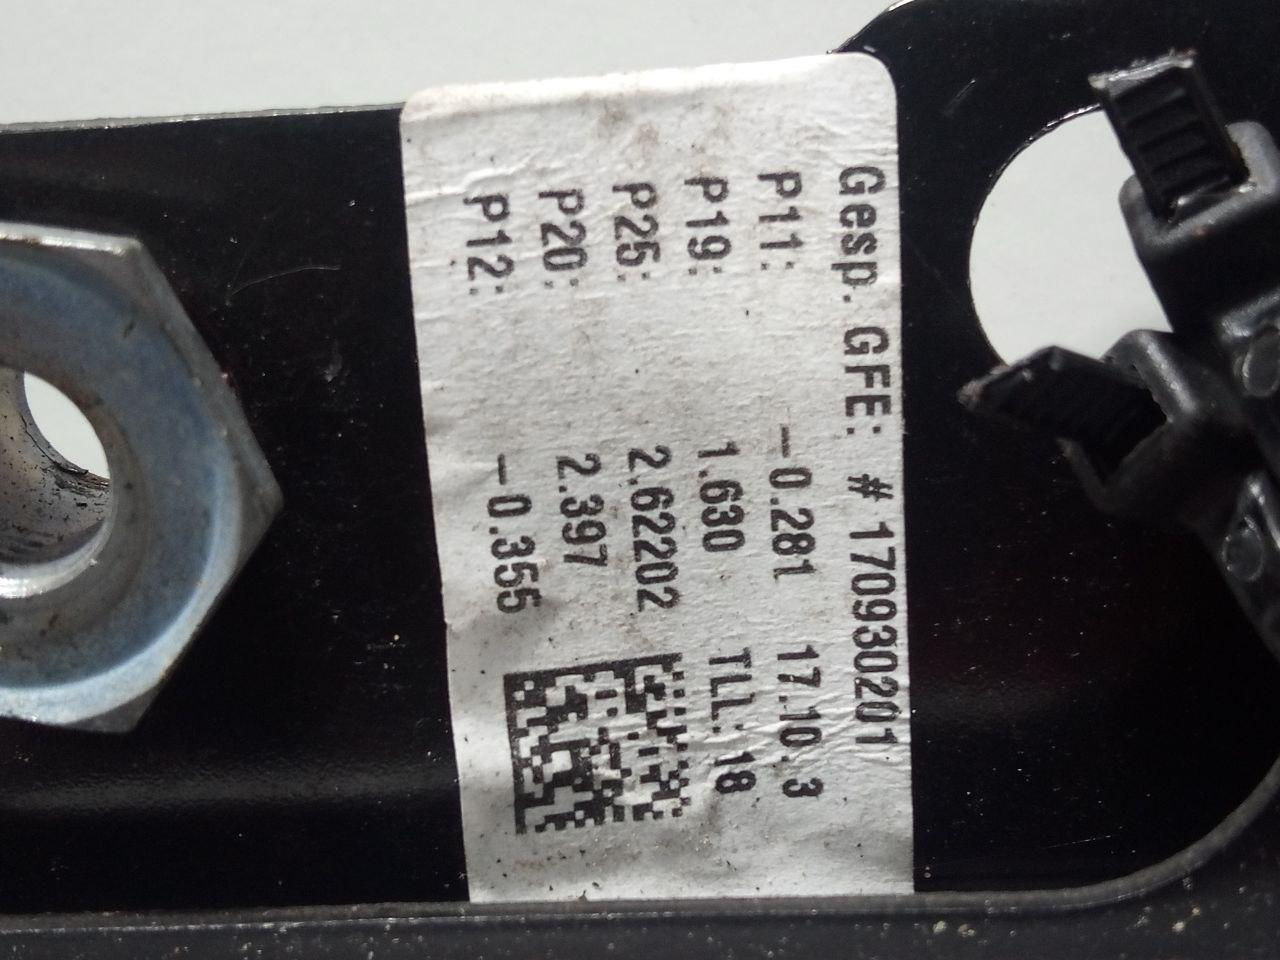 Gesp. GFE: # 170930201
P11: -0.281 17.10.3
P19: 1.630 TLL: 18
P25: 2.62202
P20: 2.397
P12: -0.355